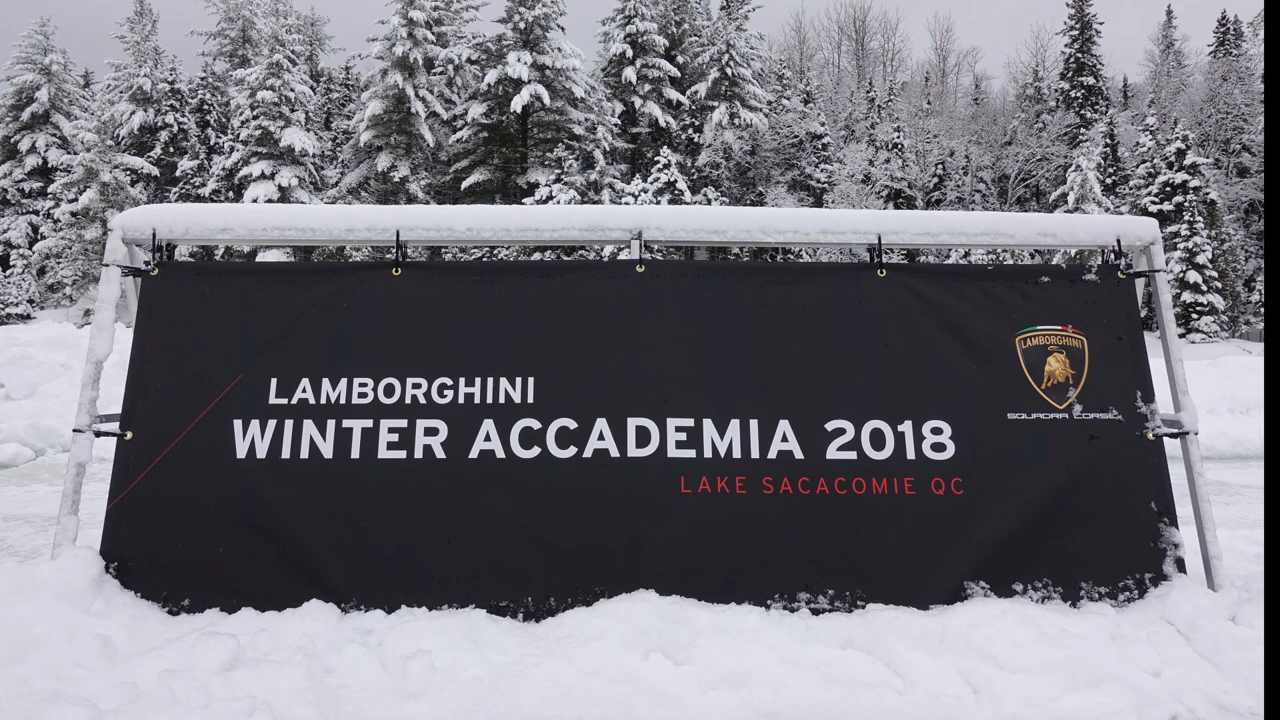 LAMBORGHINI
WINTER ACCADEMIA 2018
LAKE SACACOMIE QC
LAMBORGHINI
SQUADRA CORSE